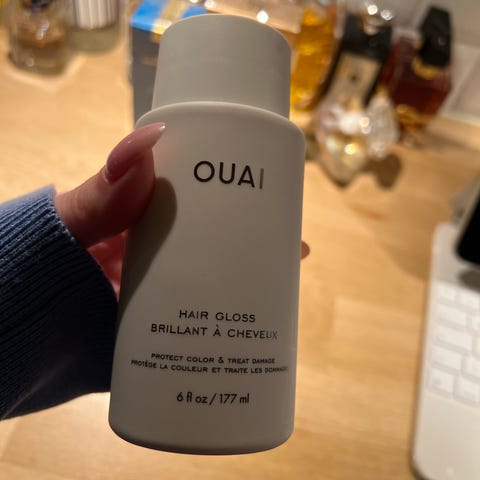 OUAI
HAIR GLOSS
BRILLANT À CHEVEUX
PROTECT COLOR & TREAT DAMAGE
PROTÈGE LA COULEUR ET TRAITE LES DOMMAGES
6 fl oz / 177 ml